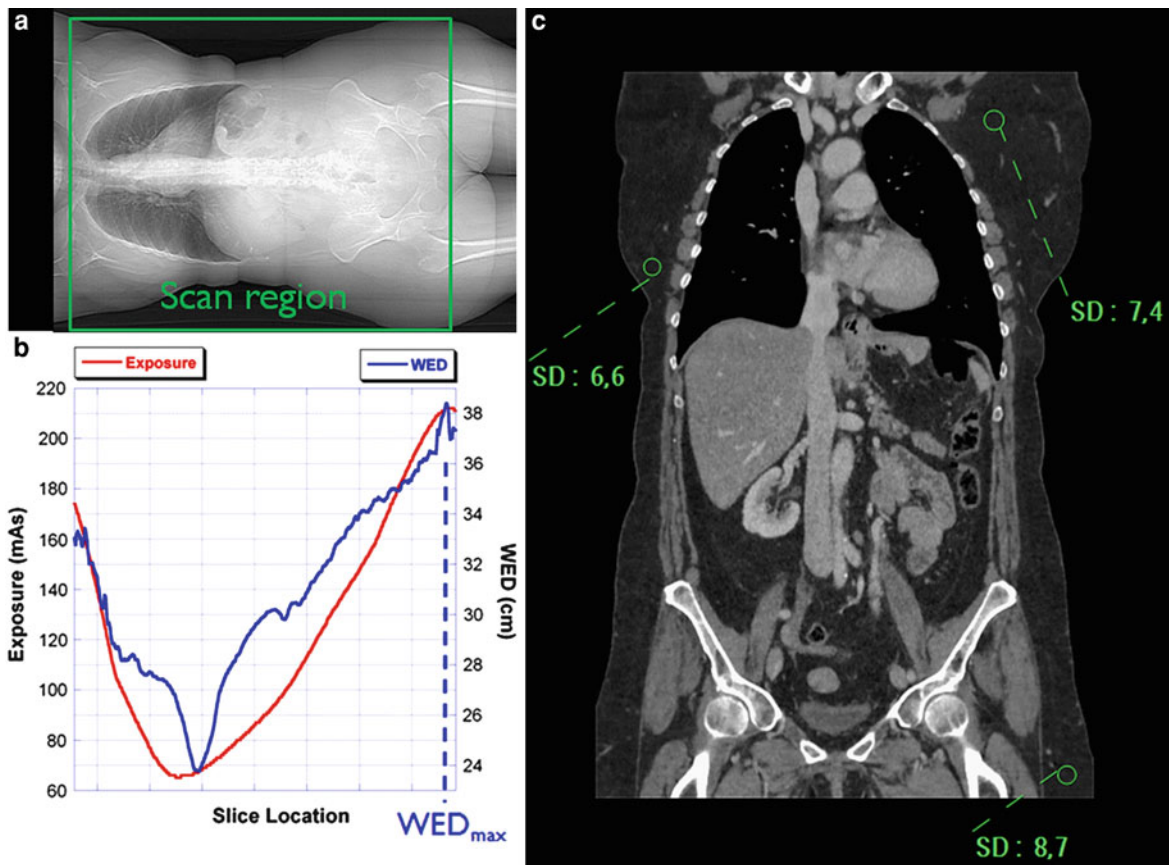 a
Scan region
b
Exposure
WED
220
200
180
160
140
120
100
80
60
Exposure (mAs)
38
36
34
32
30
28
26
24
WED (cm)
Slice Location
WEDmax
c
SD : 7,4
SD : 6,6
SD : 8,7